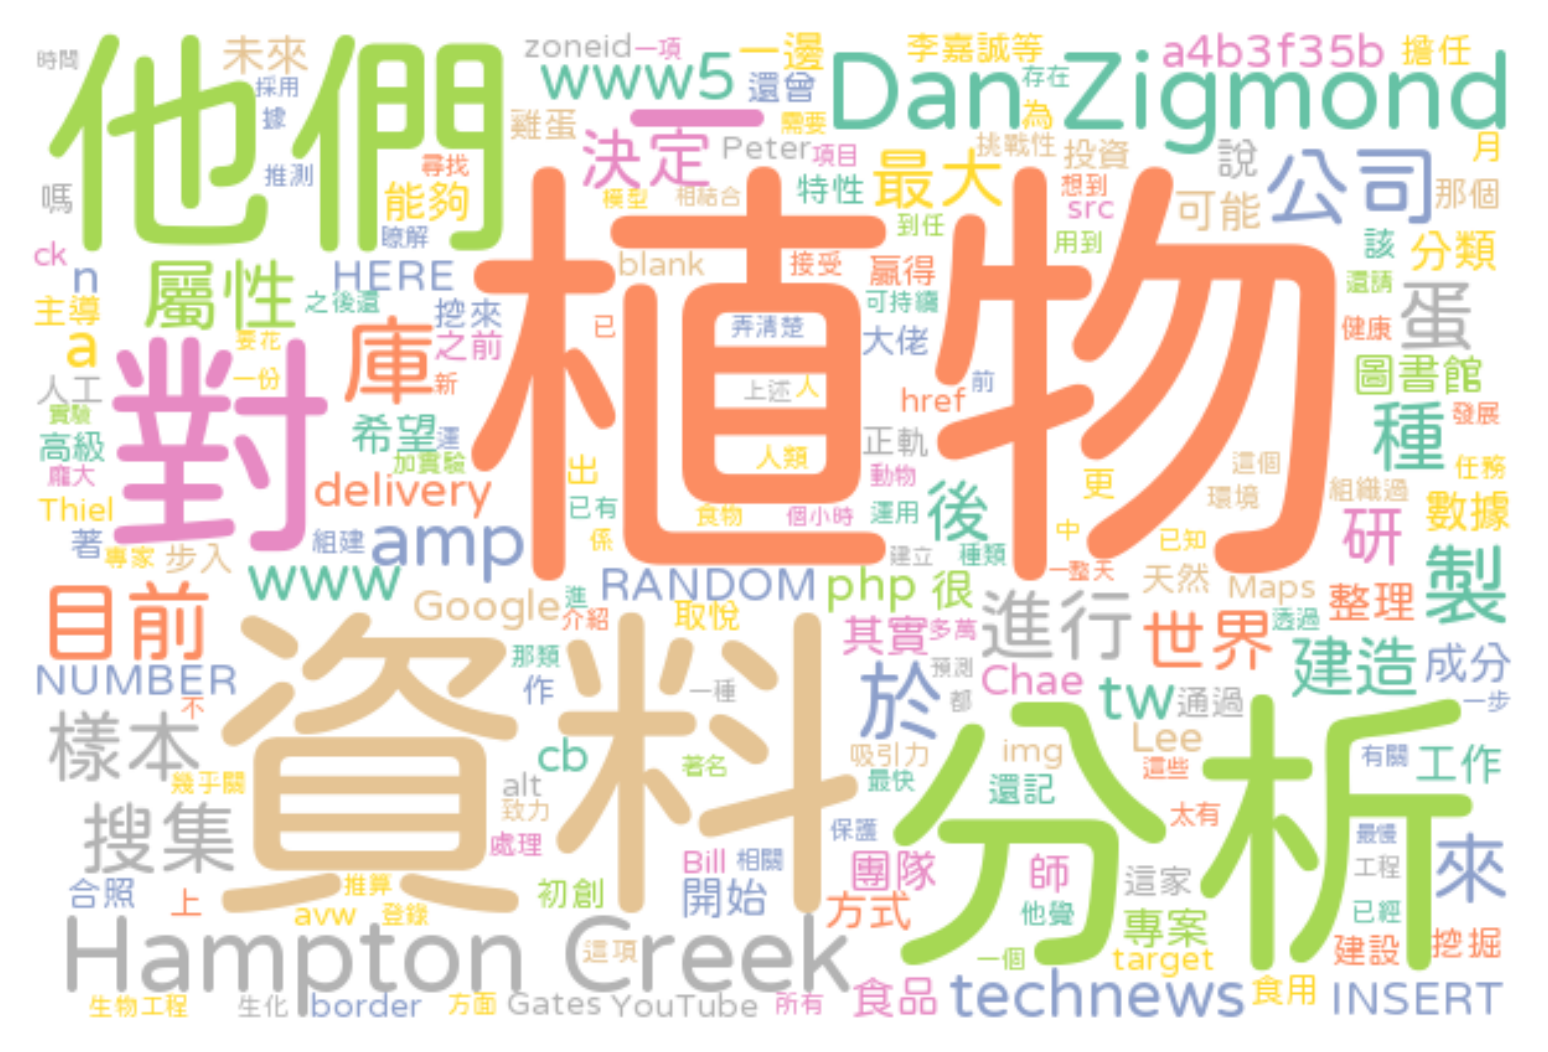 時間
他們
未來
zoneid
一項
一邊
李嘉誠等
a4b3f35b
擔任
採用
www5
還曾
Dan Zigmond
存在
據
雞蛋
一
需要
為
決定
Peter
項目
挑戰性
投資
說
月
推測
尋找
最大
公司
嗎
能夠
模型
相結合
特性
想到
可能
那個
src
瞭解
到任
用到
該
分類
ck
n
屬性
HERE
植物
blank
接受
贏得
還請
主導
之後還
挖來
可持續
蛋
a
要花
庫
之前
已
弄清楚
大佬
健康
對
人工
一份
新
上述
人
href
前
圖書館
實驗
希望
運
正軌
種
發展
高級
加實驗
人類
動物
這個
任務
龐大
delivery
出
更
環境
組織過
Thiel
已有
食物
個小時
運用
後
數據
著
組建
amp
係
中
已知
研
專家
步入
建立
種類
www
RANDOM
php
很
一整天
天然
Maps
製
目前
Google
進
介紹
取悅
其實
多萬
進行
世界
透過
整理
NUMBER
資料
那類
作
一種
於
預測
都
Chae
tw
通過
建造
成分
不
一步
樣本
cb
著名
吸引力
img
Lee
分析
這些
有關
工作
幾乎關
alt
最快
還記
搜集
致力
太有
處理
保護
最慢
Bill
相關
團隊
師
這家
工程
來
合照
上
推算
初創
開始
方式
他覺
專案
已經
avw
登錄
Hampton Creek
這項
一個
target
建設
挖掘
生物工程
生化
border
方面
Gates
YouTube
所有
食品
technews
食用
INSERT